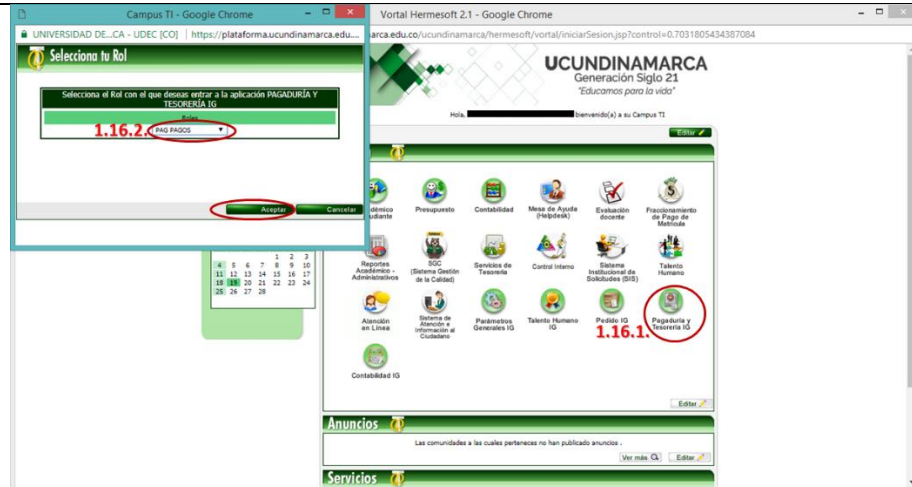 Campus TI - Google Chrome
UNIVERSIDAD DE...CA - UDEC [CO] https://plataforma.ucundinamarca.edu....
Selecciona tu Rol
Selecciona el Rol con el que deseas entrar a la aplicación PAGADURÍA Y
TESORERÍA IG
Roles
1.16.2.
PAG PAGOS
Aceptar
Cancelar
Vortal Hermesoft 2.1 - Google Chrome
arca.edu.co/ucundinamarca/hermesoft/vortal/iniciarSesion.jsp?control=0.7031805434387084
UCUNDINAMARCA
Generación Siglo 21
"Educamos para la vida"
Hola,
bienvenido(a) a su Campus TI
Editar
Presupuesto
Contabilidad
Mesa de Ayuda
(Helpdesk)
Evaluación
docente
Fraccionamiento
de Pago de
Matricula
Reportes
Académico -
Administrativos
SGC
(Sistema Gestión
de la Calidad)
Servicios de
Tesorería
Control Interno
Sistema
Institucional de
Solicitudes (SIS)
Talento
Humano
Atención
en Línea
Sistema de
Atención e
Información al
Ciudadano
Parámetros
Generales IG
Talento Humano
IG
Pedido IG
Pagaduría y
Tesorería IG
1.16.1.
Contabilidad IG
Editar
1 2 3
4 5 6 7 8 9 10
11 12 13 14 15 16 17
18 19 20 21 22 23 24
25 26 27 28
Anuncios
Las comunidades a las cuales perteneces no han publicado anuncios .
Ver más
Editar
Servicios